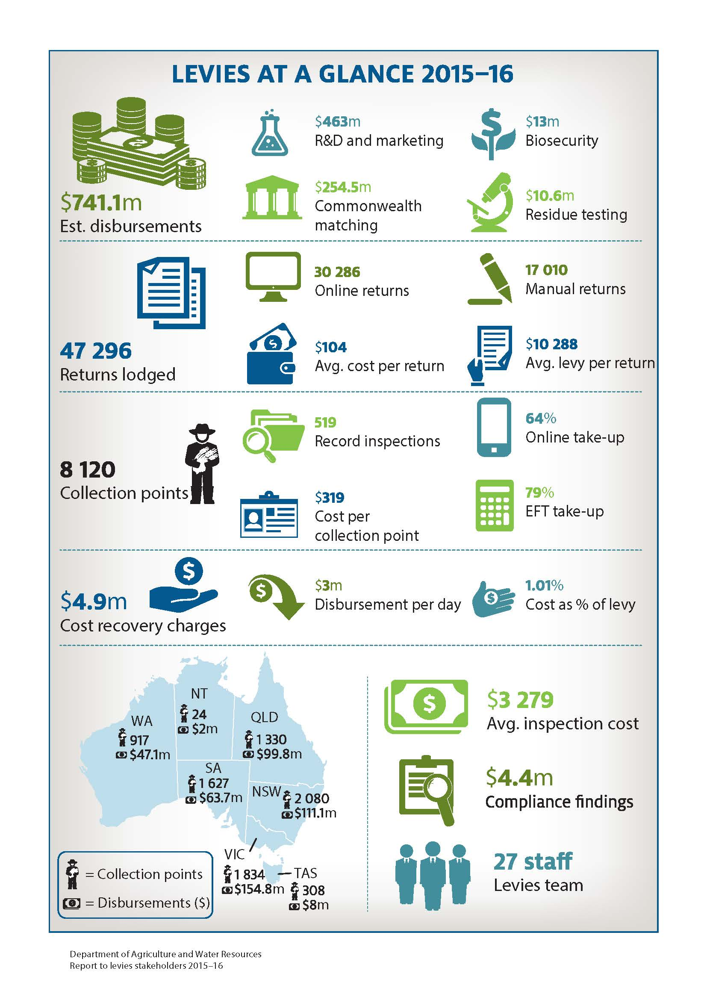 LEVIES AT A GLANCE 2015–16
$741.1m
Est. disbursements
$463m
R&D and marketing
$13m
Biosecurity
$254.5m
Commonwealth
matching
$10.6m
Residue testing
47 296
Returns lodged
30 286
Online returns
17 010
Manual returns
$104
Avg. cost per return
$10 288
Avg. levy per return
8 120
Collection points
519
Record inspections
64%
Online take-up
$319
Cost per
collection point
79%
EFT take-up
$4.9m
Cost recovery charges
$3m
Disbursement per day
1.01%
Cost as % of levy
NT
24
$2m
WA
917
$47.1m
QLD
1 330
$99.8m
SA
1 627
$63.7m
NSW
2 080
$111.1m
VIC
1 834
$154.8m
TAS
308
$8m
= Collection points
= Disbursements ($)
$3 279
Avg. inspection cost
$4.4m
Compliance findings
27 staff
Levies team
Department of Agriculture and Water Resources
Report to levies stakeholders 2015–16